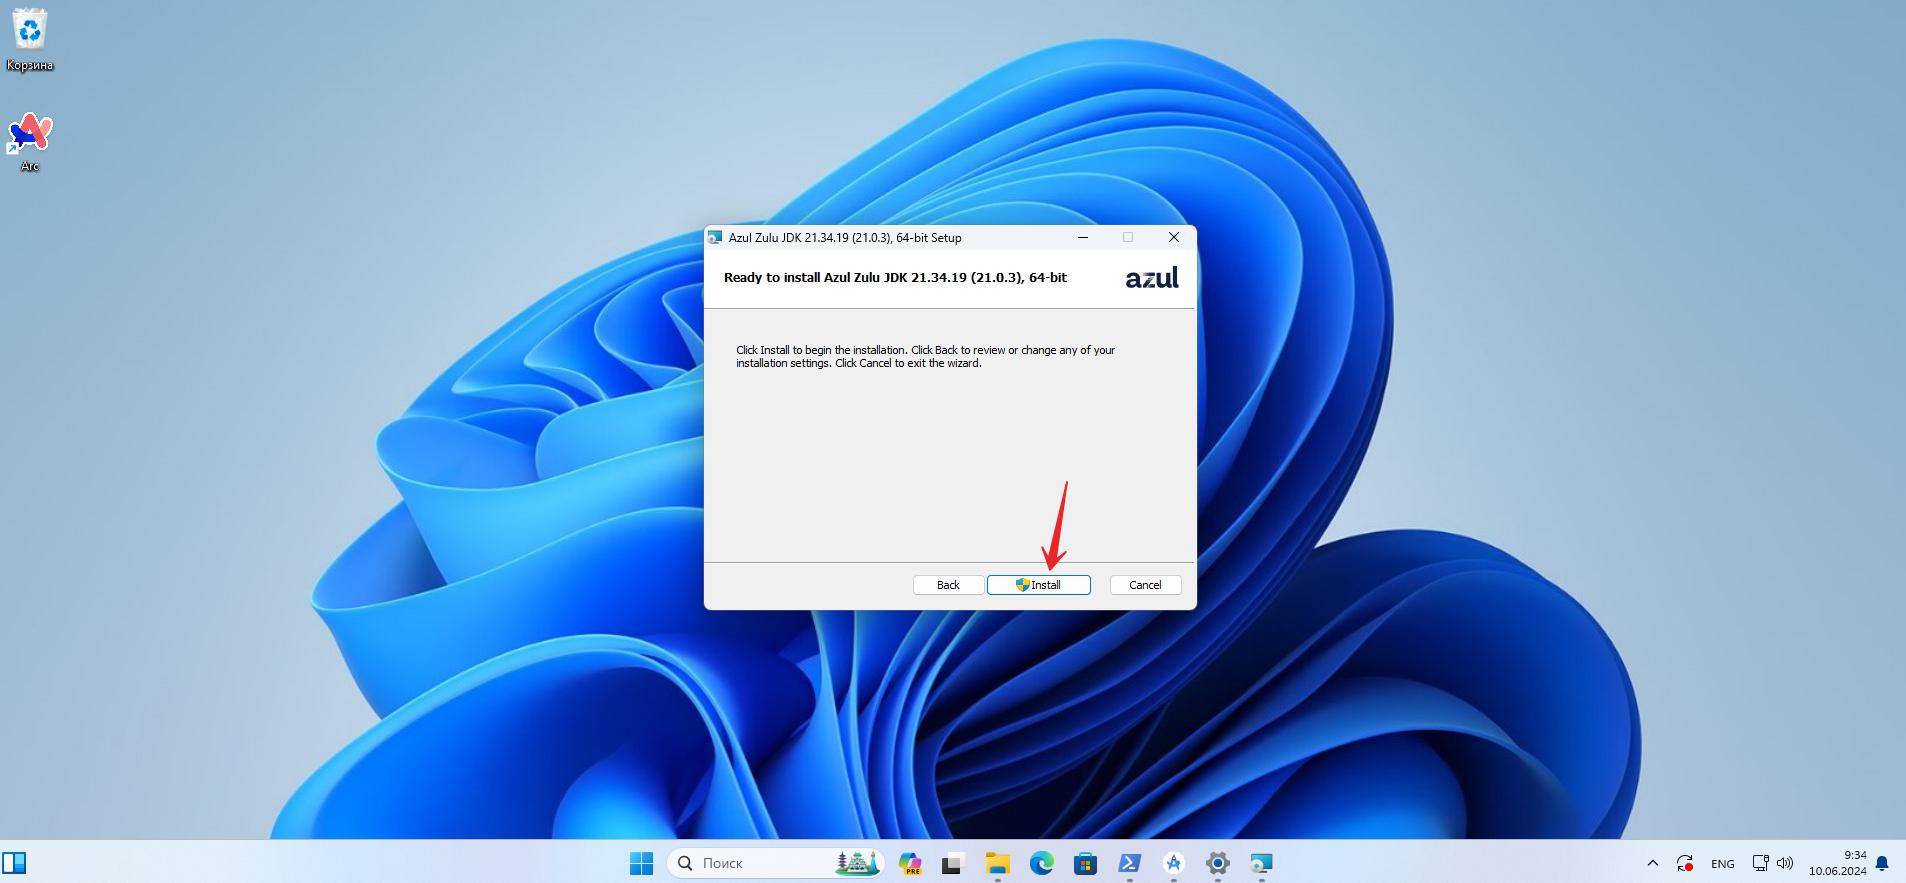 Корзина
Arc
Azul Zulu JDK 21.34.19 (21.0.3), 64-bit Setup
Ready to install Azul Zulu JDK 21.34.19 (21.0.3), 64-bit
azul
Click Install to begin the installation. Click Back to review or change any of your
installation settings. Click Cancel to exit the wizard.
Back
Install
Cancel
Поиск
PRE
ENG
9:34
10.06.2024